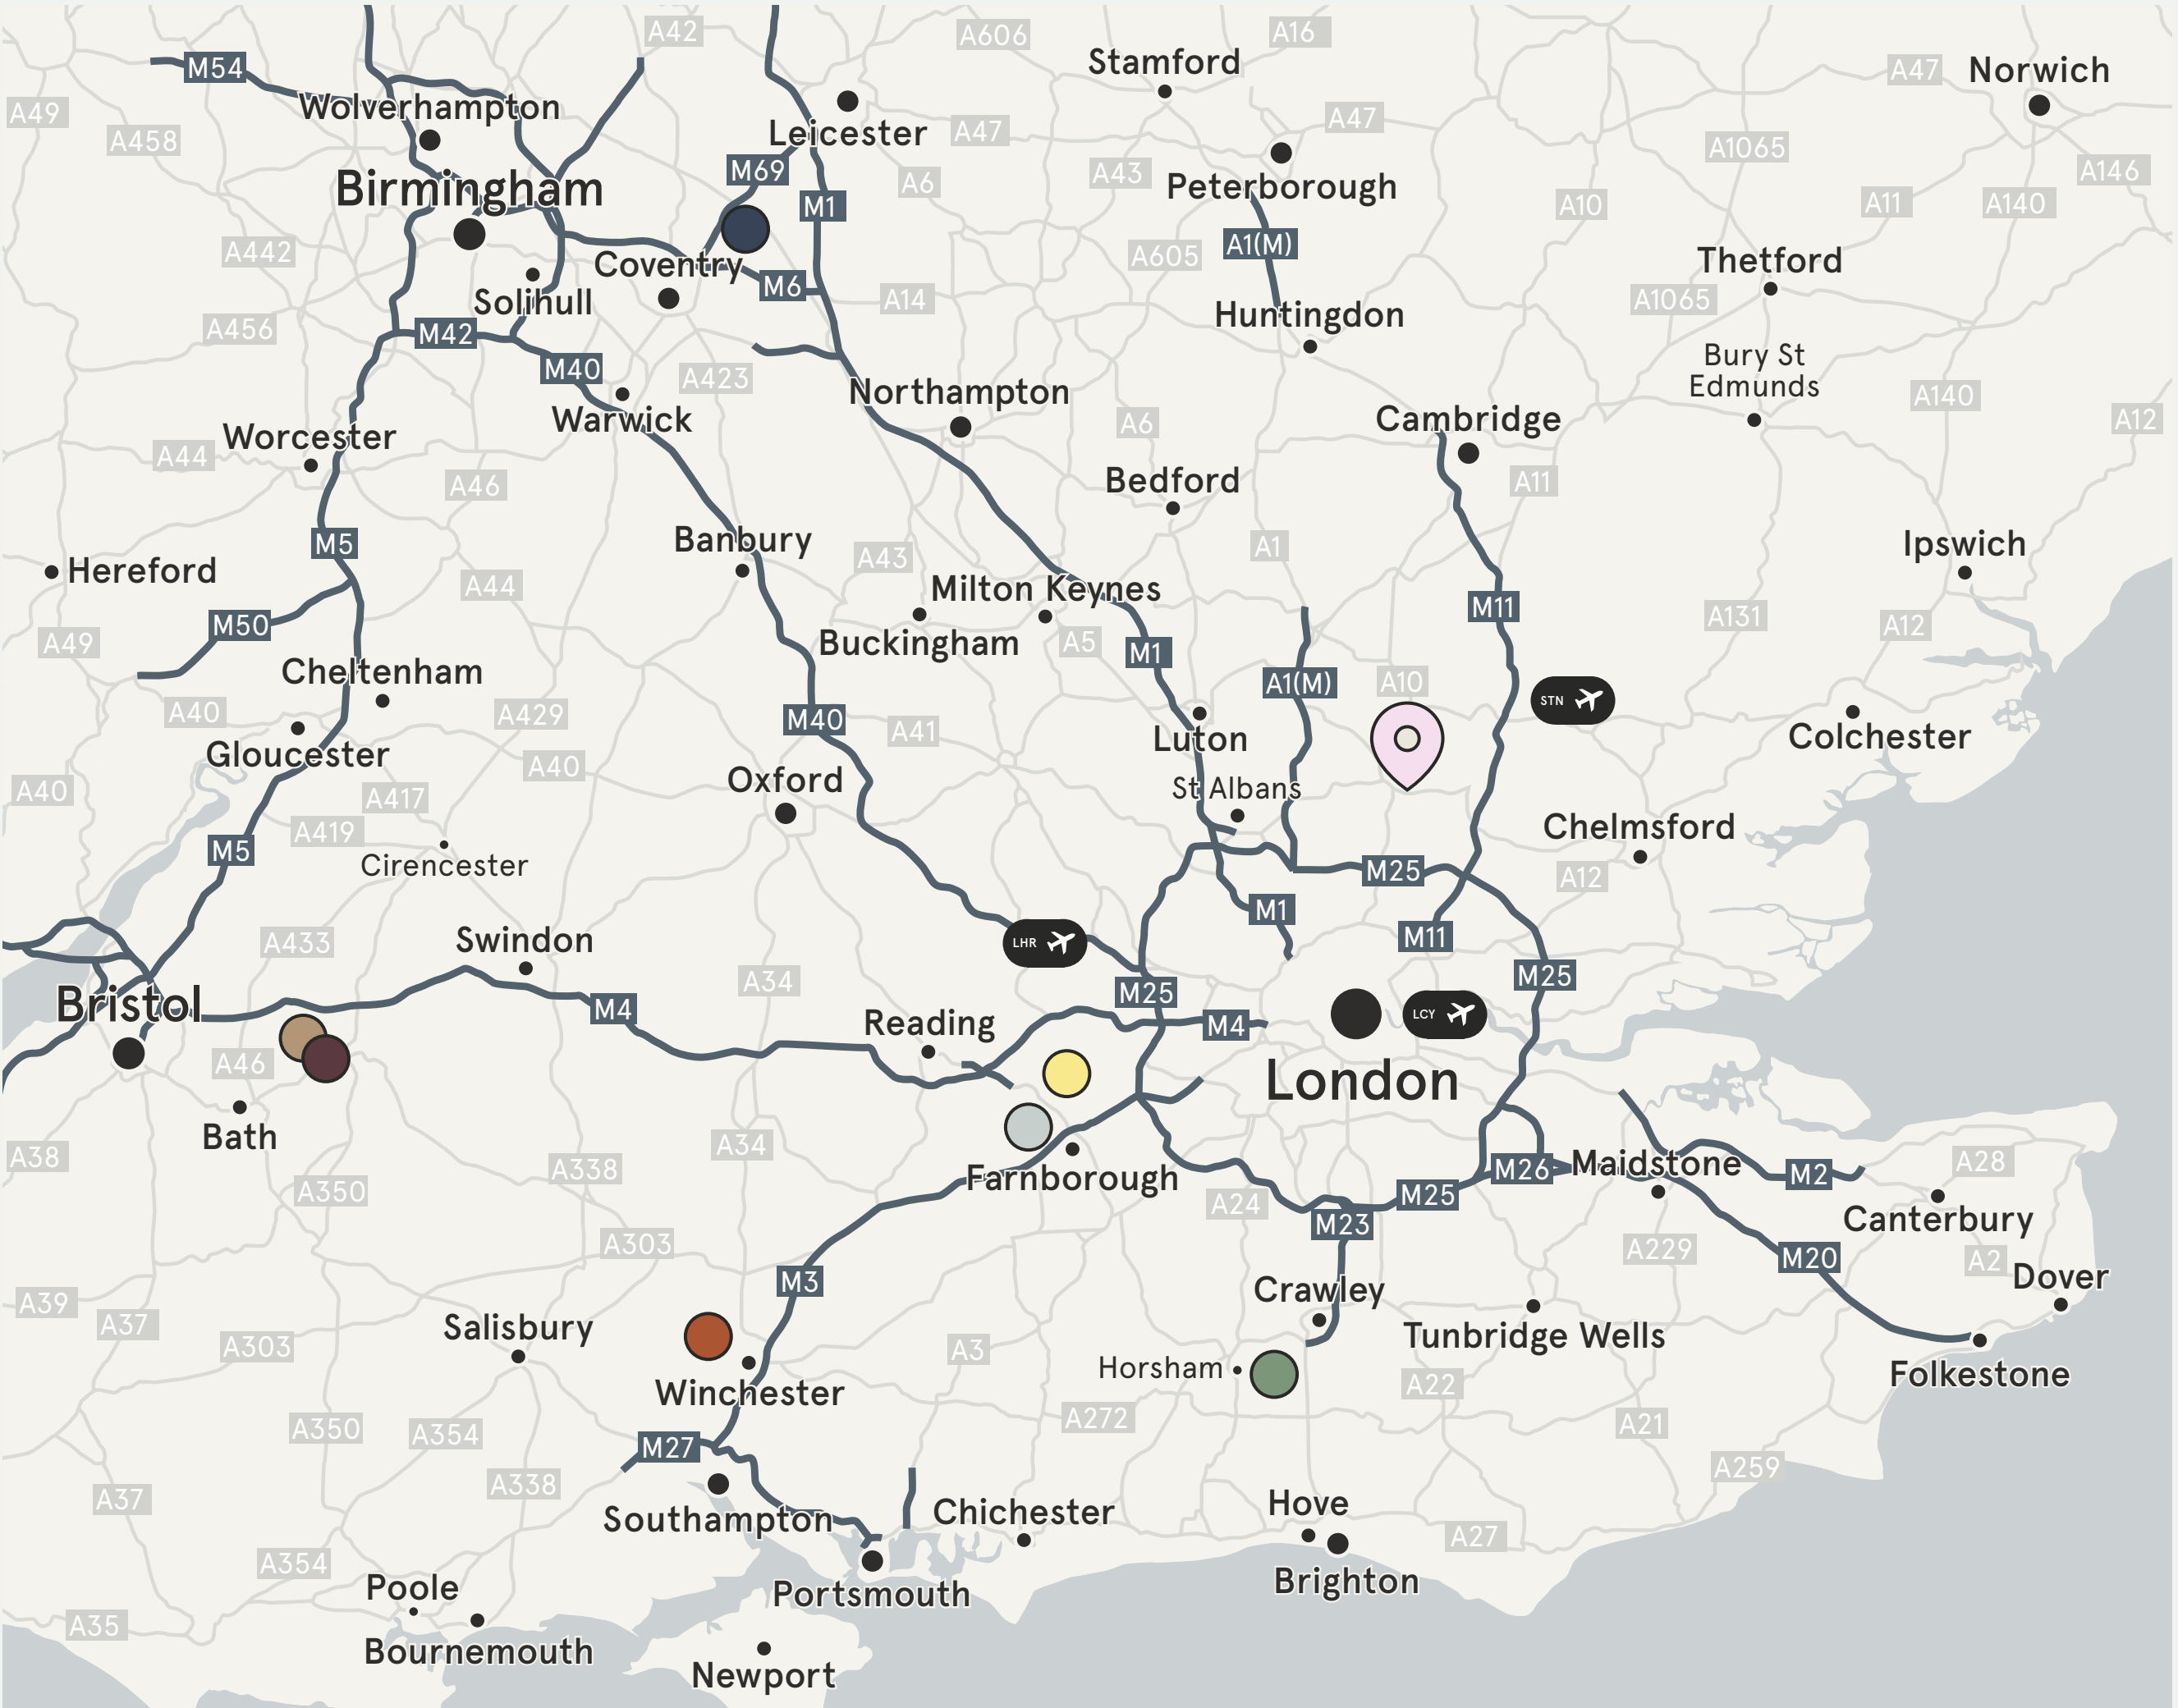 A42
A606
A16
Stamford
M54
A47
Norwich
Wolverhampton
A49
A458
Leicester
A47
A47
A1065
M69
A43
A146
Birmingham
A6
Peterborough
M1
A10
A11
A140
A442
A605
A1(M)
Coventry
Thetford
M6
Solihull
A14
A1065
Huntingdon
A456
M42
M40
A423
Bury St
Edmunds
Northampton
A140
Warwick
A6
Cambridge
A12
Worcester
A44
A46
Bedford
A11
M5
Banbury
A43
A1
Ipswich
Hereford
A44
Milton Keynes
M11
A131
M50
A12
A49
Buckingham
A5
M1
Cheltenham
A1(M)
A10
STN
A40
A429
M40
A41
Colchester
Gloucester
Luton
A40
Oxford
St Albans
A40
A417
A419
Chelmsford
M5
Cirencester
M25
A12
M1
A433
Swindon
LHR
M11
A34
M25
M25
Bristol
M4
Reading
M4
LCY
A46
London
Bath
A34
A38
A338
Farnborough
M26
Maidstone
M2
A28
A350
A24
M25
Canterbury
A303
M23
A229
M20
A2
Dover
A39
M3
Crawley
A37
Salisbury
A303
A3
Tunbridge Wells
Horsham
Folkestone
Winchester
A22
A350
A354
A272
A21
M27
A259
A338
A37
Southampton
Chichester
Hove
A27
A354
Poole
Portsmouth
Brighton
A35
Bournemouth
Newport